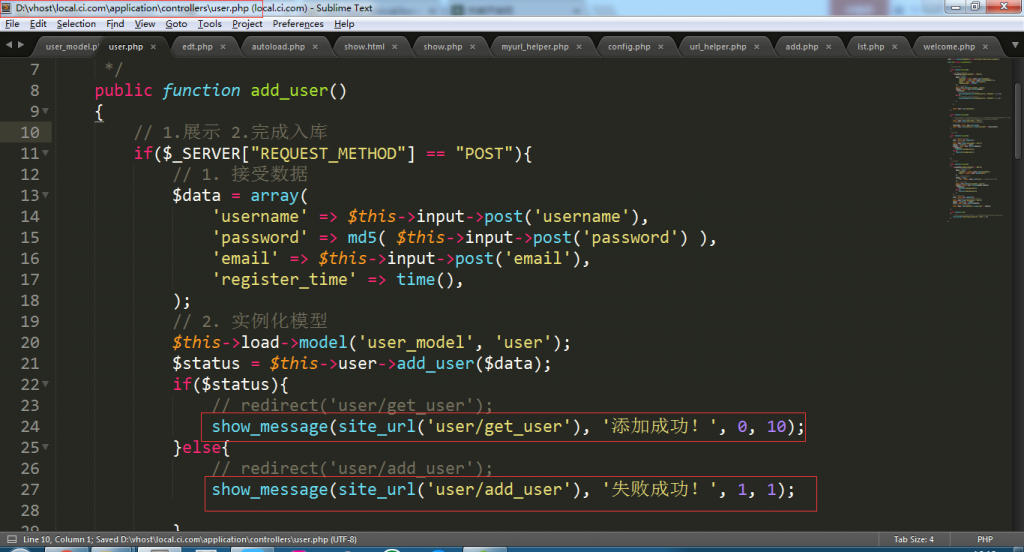 D:\vhost\local.ci.com\application\controllers\user.php (local.ci.com) - Sublime Text
File Edit Selection Find View Goto Tools Project Preferences Help
user_model.p user.php edt.php autoload.php show.html show.php myurl_helper.php config.php url_helper.php add.php lst.php welcome.php
7 */
8 public function add_user()
9 {
10 // 1.展示 2.完成入库
11 if($_SERVER["REQUEST_METHOD"] == "POST"){
12 // 1. 接受数据
13 $data = array(
14 'username' => $this->input->post('username'),
15 'password' => md5( $this->input->post('password') ),
16 'email' => $this->input->post('email'),
17 'register_time' => time(),
18 );
19 // 2. 实例化模型
20 $this->load->model('user_model', 'user');
21 $status = $this->user->add_user($data);
22 if($status){
23 // redirect('user/get_user');
24 show_message(site_url('user/get_user'), '添加成功！', 0, 10);
25 }else{
26 // redirect('user/add_user');
27 show_message(site_url('user/add_user'), '失败成功！', 1, 1);
28
29 }
Line 10, Column 1; Saved D:\vhost\local.ci.com\application\controllers\user.php (UTF-8) Tab Size: 4 PHP